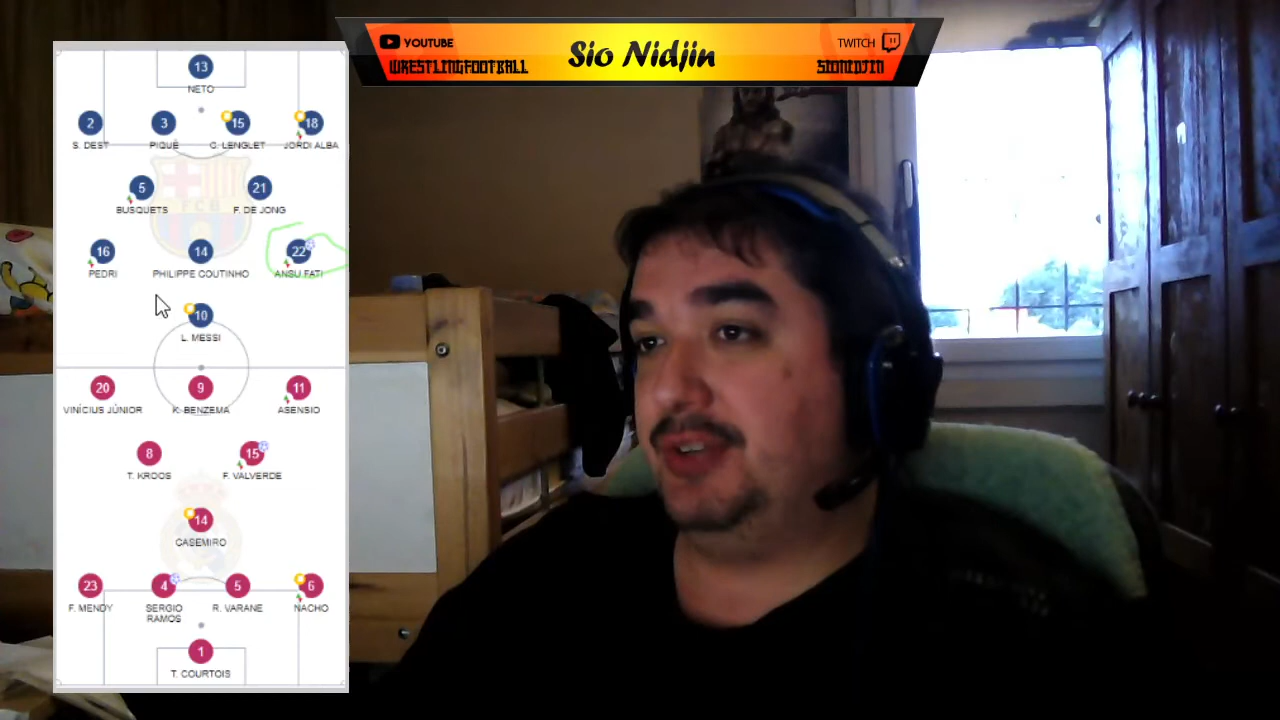 YOUTUBE
WRESTLINGFOOTBALL
Sio Nidjin
TWITCH
SIONIDJIN
13
NETO
2
3
15
18
S. DEST
PIQUÉ
C. LENGLET
JORDI ALBA
FCB
5
21
BUSQUETS
F. DE JONG
16
14
22
PEDRI
PHILIPPE COUTINHO
ANSU FATI
10
L. MESSI
20
9
11
VINÍCIUS JÚNIOR
K. BENZEMA
ASENSIO
8
15
T. KROOS
F. VALVERDE
14
CASEMIRO
23
4
5
6
F. MENDY
SERGIO
RAMOS
R. VARANE
NACHO
1
T. COURTOIS